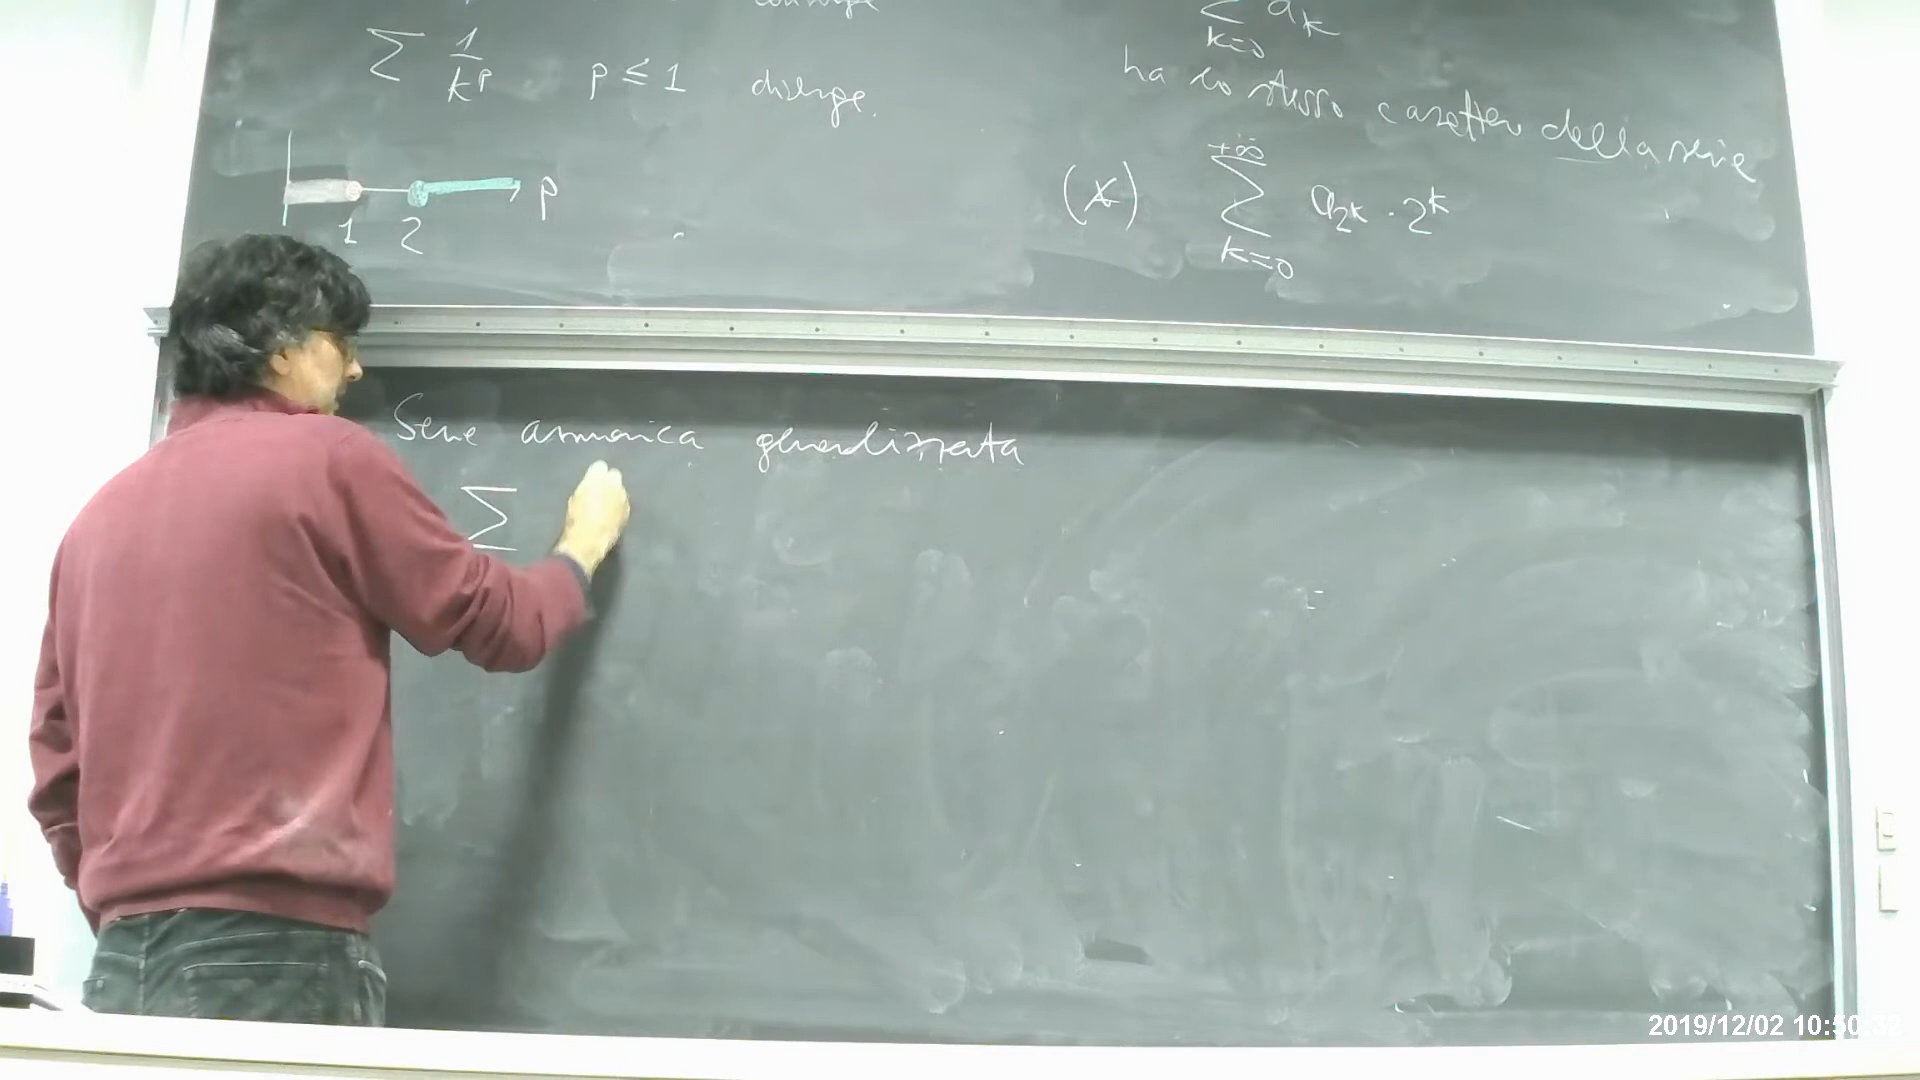 converge
∑ 1/k^p p ≤ 1 diverge.
1 2 p
∑ a_k
k=0
ha lo stesso carattere della serie
(*) +∞ ∑ k=0 a_{2^k} · 2^k
Serie armonica generalizzata
∑
2019/12/02 10:50:32